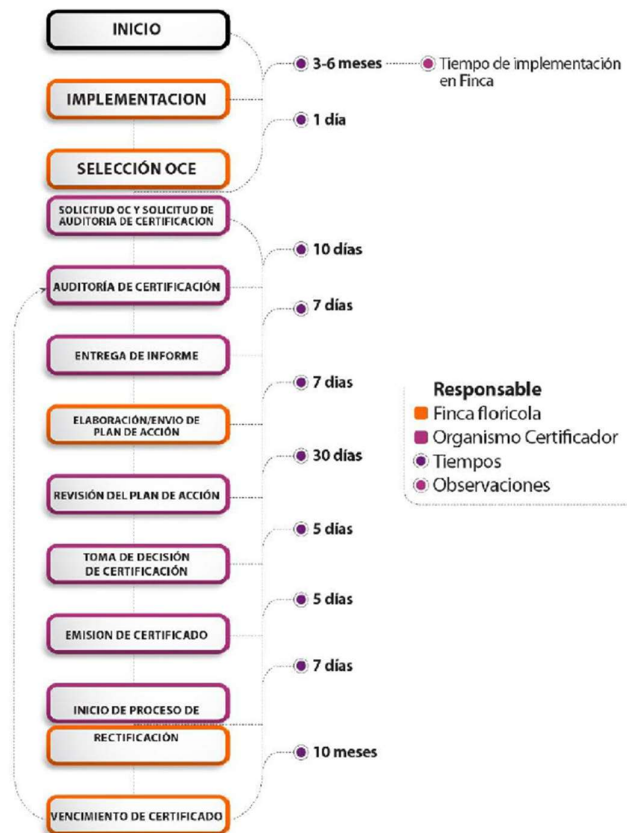 INICIO
3-6 meses
Tiempo de implementación
en Finca
IMPLEMENTACION
1 día
SELECCIÓN OCE
SOLICITUD OC Y SOLICITUD DE
AUDITORIA DE CERTIFICACION
10 días
AUDITORÍA DE CERTIFICACIÓN
7 días
ENTREGA DE INFORME
7 días
ELABORACIÓN/ENVIO DE
PLAN DE ACCIÓN
30 días
REVISIÓN DEL PLAN DE ACCIÓN
5 días
TOMA DE DECISIÓN
DE CERTIFICACIÓN
5 días
EMISION DE CERTIFICADO
7 días
INICIO DE PROCESO DE
RECTIFICACIÓN
10 meses
VENCIMIENTO DE CERTIFICADO
Responsable
Finca floricola
Organismo Certificador
Tiempos
Observaciones